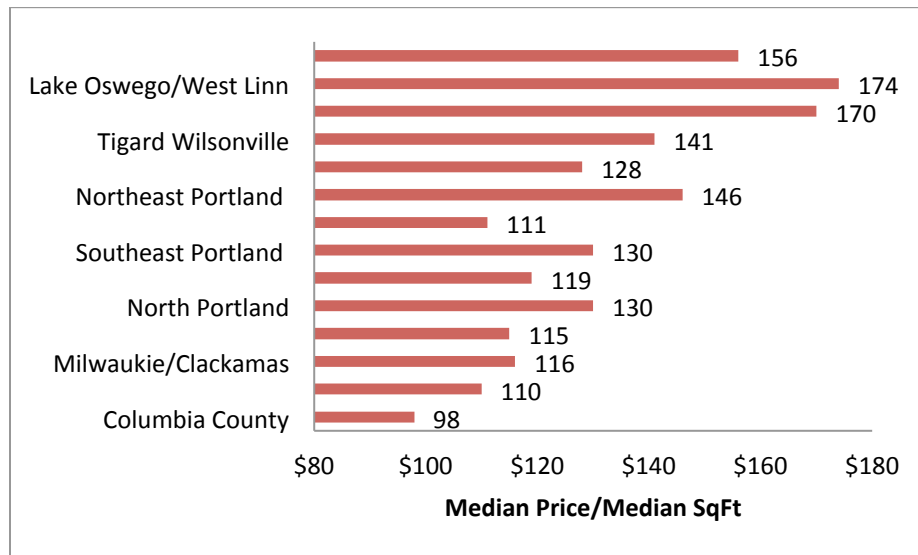 156
Lake Oswego/West Linn 174
170
Tigard Wilsonville 141
128
Northeast Portland 146
111
Southeast Portland 130
119
North Portland 130
115
Milwaukie/Clackamas 116
110
Columbia County 98
$80 $100 $120 $140 $160 $180
Median Price/Median SqFt